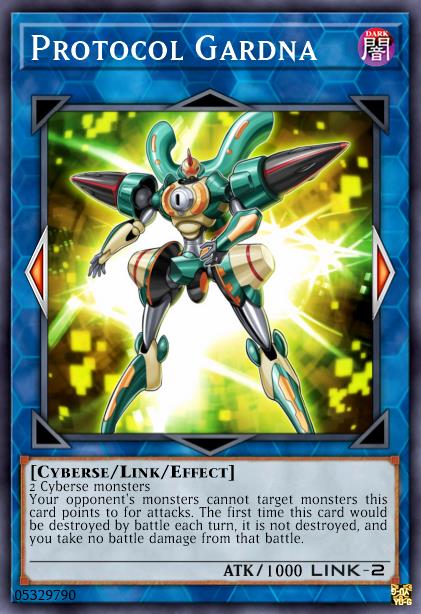 PROTOCOL GARDNA
DARK
闇
[CYBERSE/LINK/EFFECT]
2 Cyberse monsters
Your opponent's monsters cannot target monsters this
card points to for attacks. The first time this card would
be destroyed by battle each turn, it is not destroyed, and
you take no battle damage from that battle.
ATK/1000 LINK-2
05329790